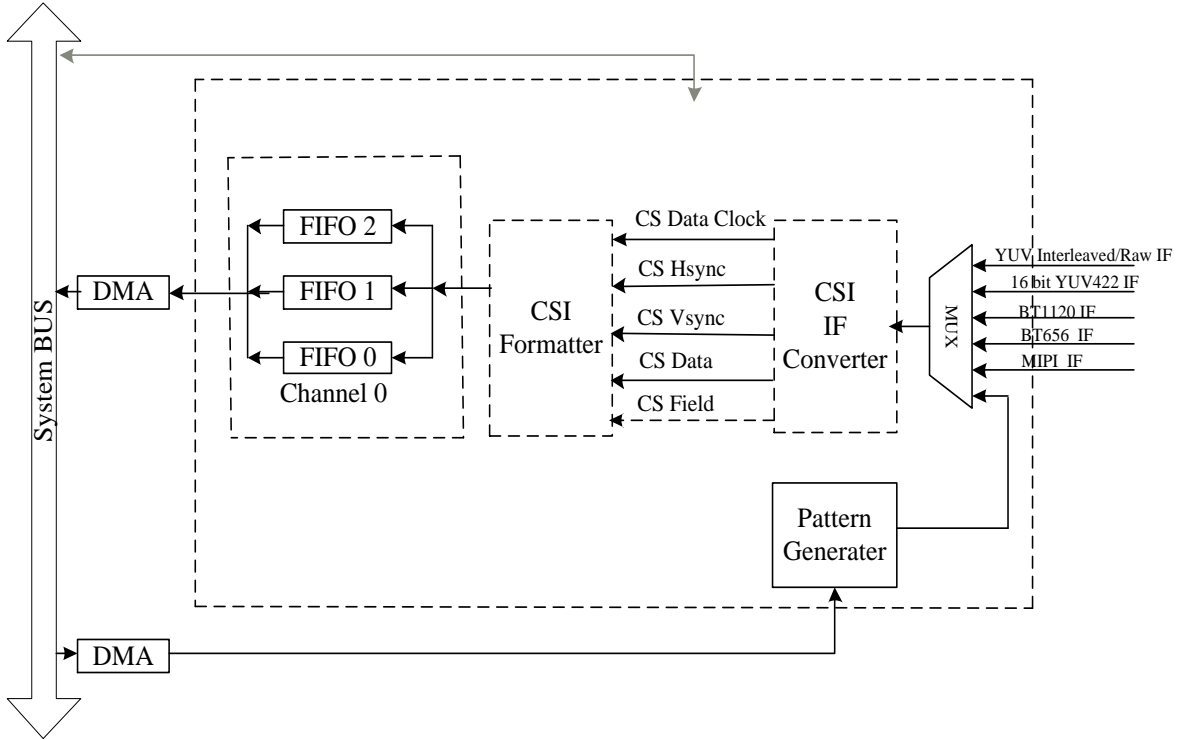 System BUS
DMA
FIFO 2
FIFO 1
FIFO 0
Channel 0
CSI
Formatter
CS Data Clock
CS Hsync
CS Vsync
CS Data
CS Field
CSI
IF
Converter
MUX
YUV Interleaved/Raw IF
16 bit YUV422 IF
BT1120 IF
BT656 IF
MIPI IF
Pattern
Generater
DMA